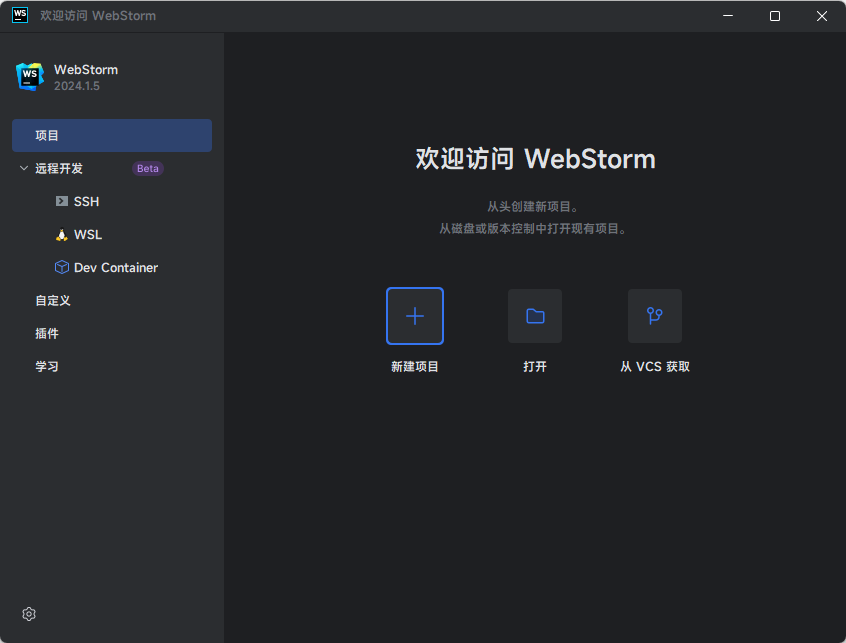 WS 欢迎访问 WebStorm
WS WebStorm
2024.1.5
项目
远程开发 Beta
SSH
WSL
Dev Container
自定义
插件
学习
欢迎访问 WebStorm
从头创建新项目。
从磁盘或版本控制中打开现有项目。
新建项目 打开 从 VCS 获取